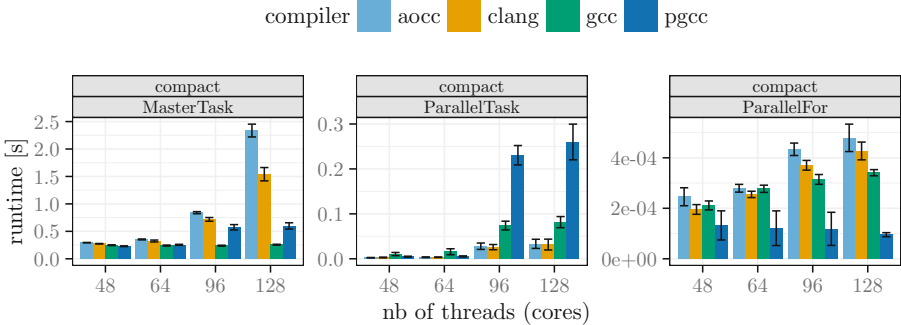 compiler aocc clang gcc pgcc
compact compact compact
MasterTask ParallelTask ParallelFor
runtime [s]
2.5
2.0
1.5
1.0
0.5
0.0
48 64 96 128
0.3
0.2
0.1
0.0
48 64 96 128
4e-04
2e-04
0e+00
48 64 96 128
nb of threads (cores)